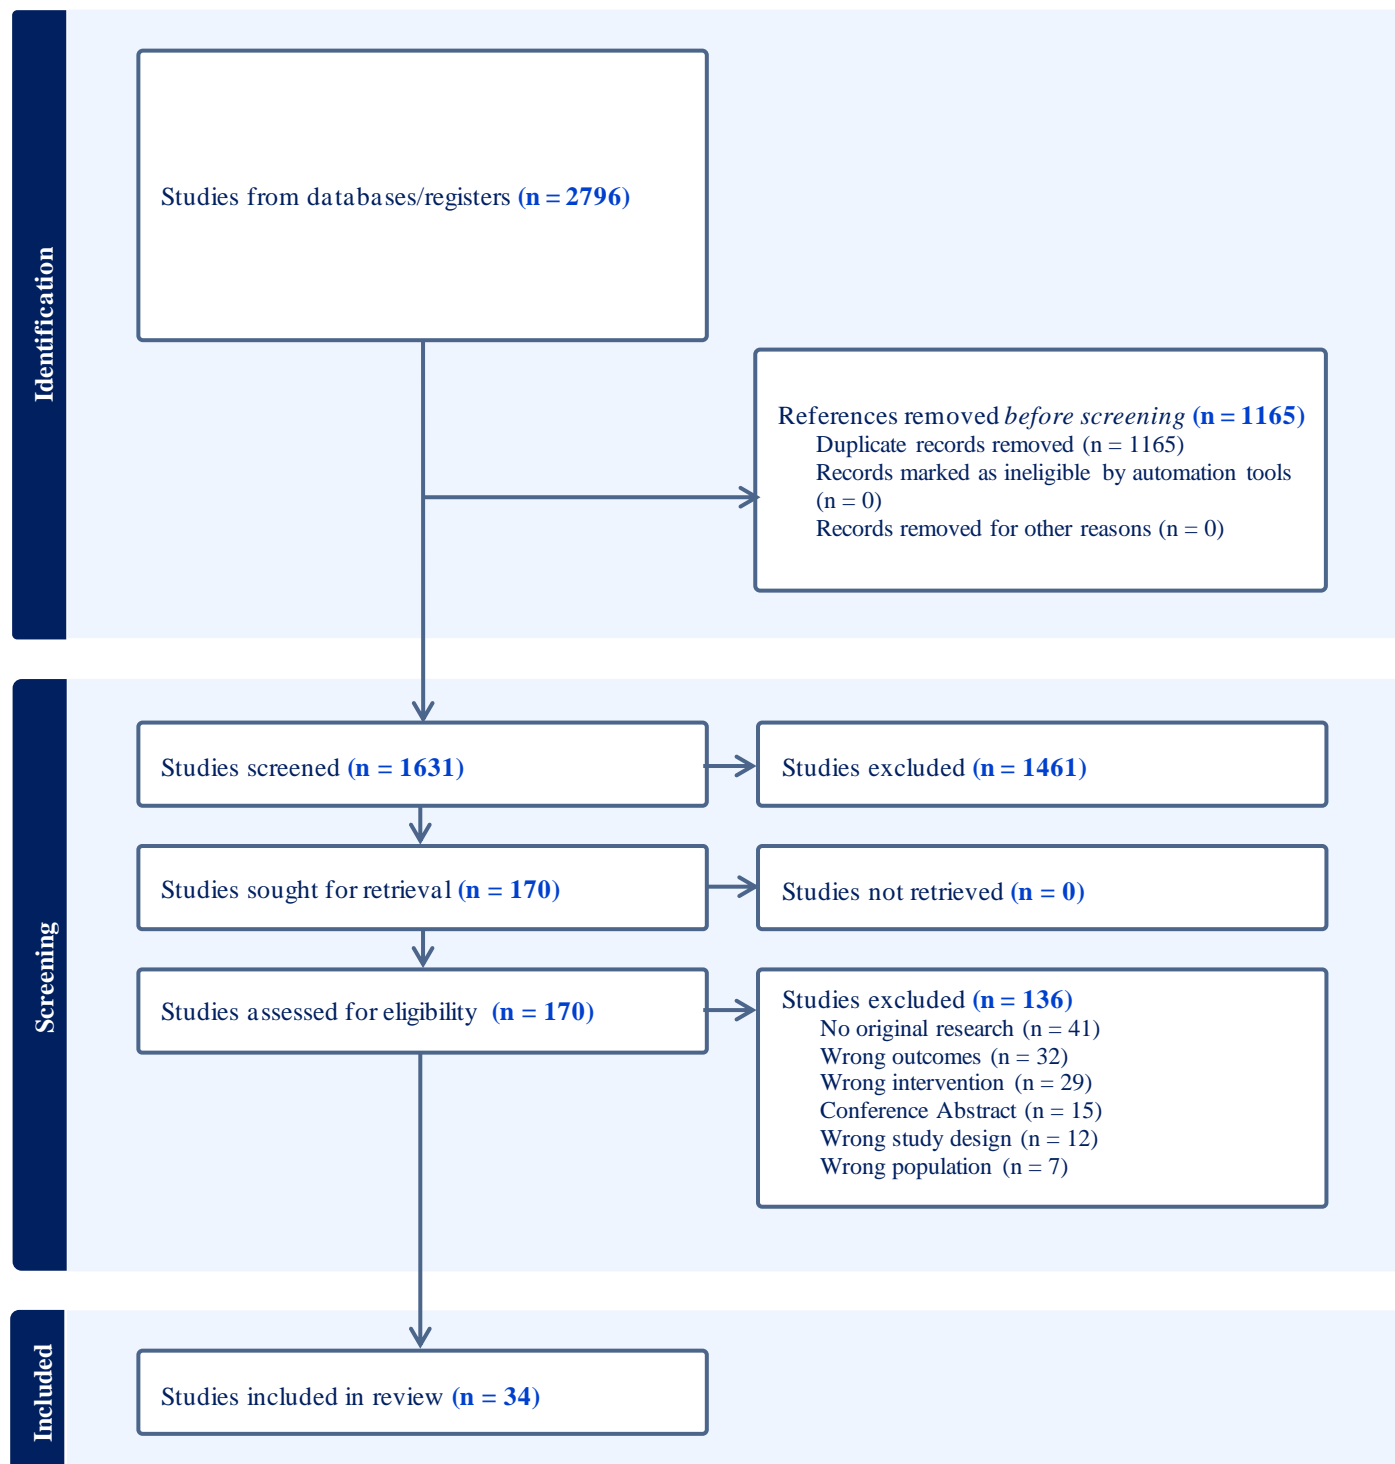 Identification
Studies from databases/registers (n = 2796)
References removed before screening (n = 1165)
Duplicate records removed (n = 1165)
Records marked as ineligible by automation tools
(n = 0)
Records removed for other reasons (n = 0)
Screening
Studies screened (n = 1631)
Studies excluded (n = 1461)
Studies sought for retrieval (n = 170)
Studies not retrieved (n = 0)
Studies assessed for eligibility (n = 170)
Studies excluded (n = 136)
No original research (n = 41)
Wrong outcomes (n = 32)
Wrong intervention (n = 29)
Conference Abstract (n = 15)
Wrong study design (n = 12)
Wrong population (n = 7)
Included
Studies included in review (n = 34)